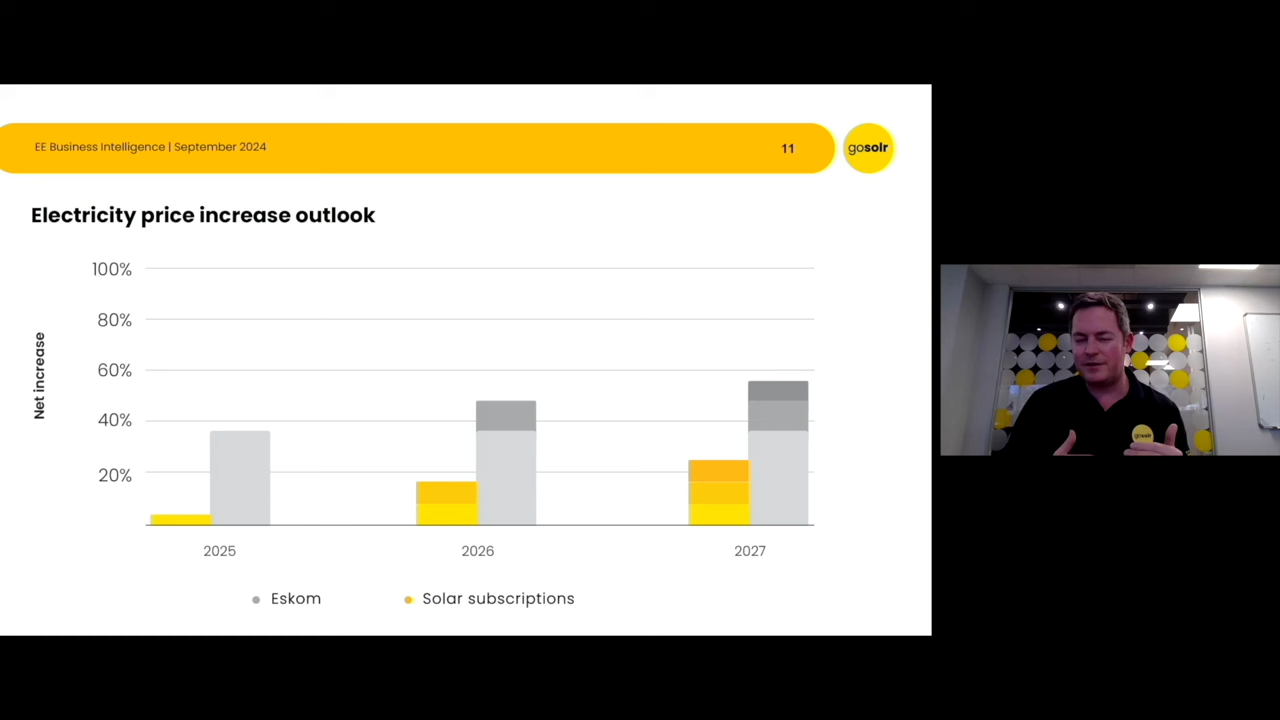 EE Business Intelligence | September 2024
11
gosolr
Electricity price increase outlook
Net increase
100%
80%
60%
40%
20%
2025
2026
2027
Eskom
Solar subscriptions
gosolr